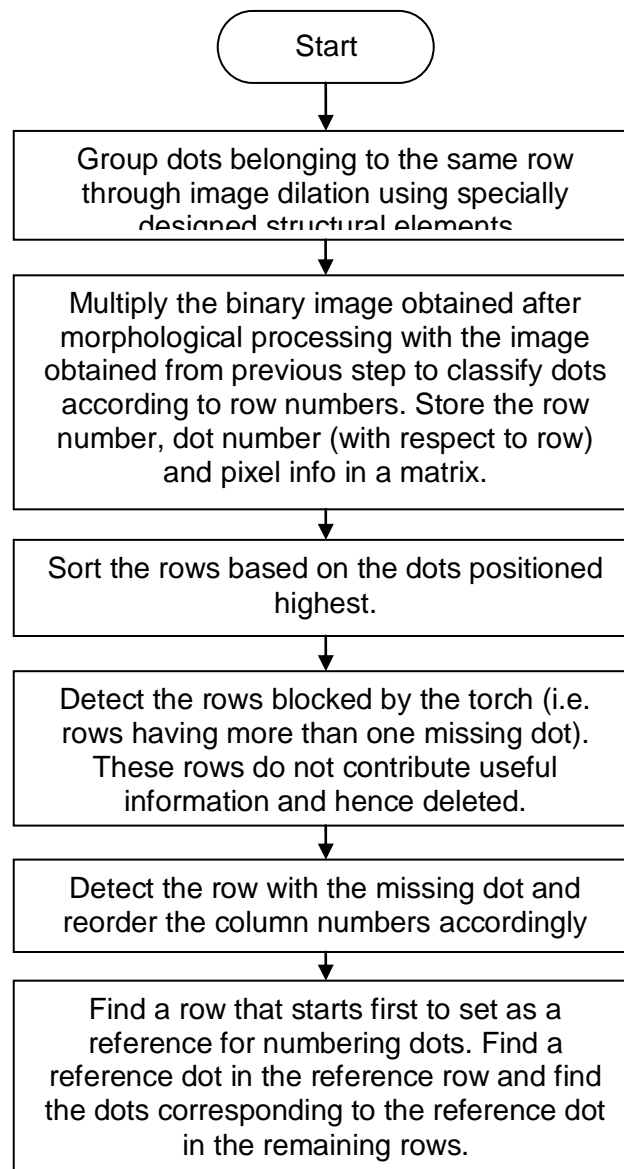 Start
Group dots belonging to the same row
through image dilation using specially
designed structural elements
Multiply the binary image obtained after
morphological processing with the image
obtained from previous step to classify dots
according to row numbers. Store the row
number, dot number (with respect to row)
and pixel info in a matrix.
Sort the rows based on the dots positioned
highest.
Detect the rows blocked by the torch (i.e.
rows having more than one missing dot).
These rows do not contribute useful
information and hence deleted.
Detect the row with the missing dot and
reorder the column numbers accordingly
Find a row that starts first to set as a
reference for numbering dots. Find a
reference dot in the reference row and find
the dots corresponding to the reference dot
in the remaining rows.